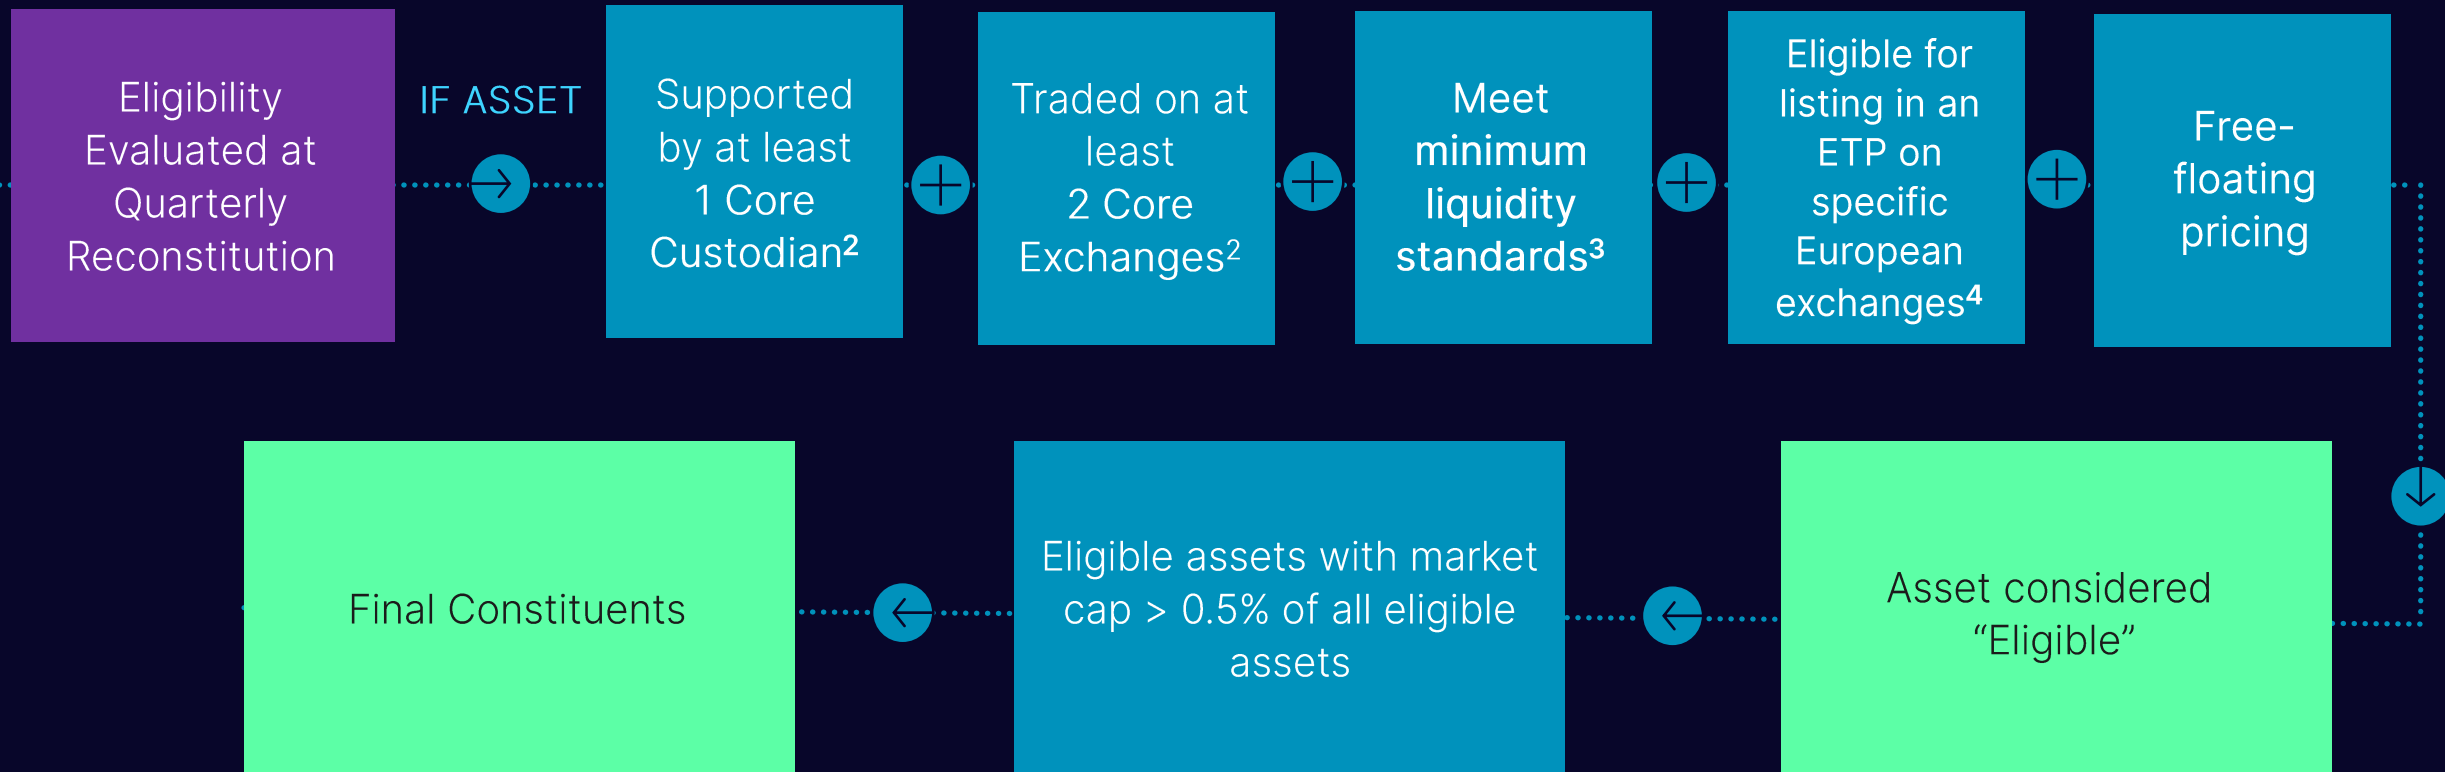 Eligibility
Evaluated at
Quarterly
Reconstitution
IF ASSET
Supported
by at least
1 Core
Custodian²
Traded on at
least
2 Core
Exchanges²
Meet
minimum
liquidity
standards³
Eligible for
listing in an
ETP on
specific
European
exchanges⁴
Free-
floating
pricing
Asset considered
“Eligible”
Eligible assets with market
cap > 0.5% of all eligible
assets
Final Constituents